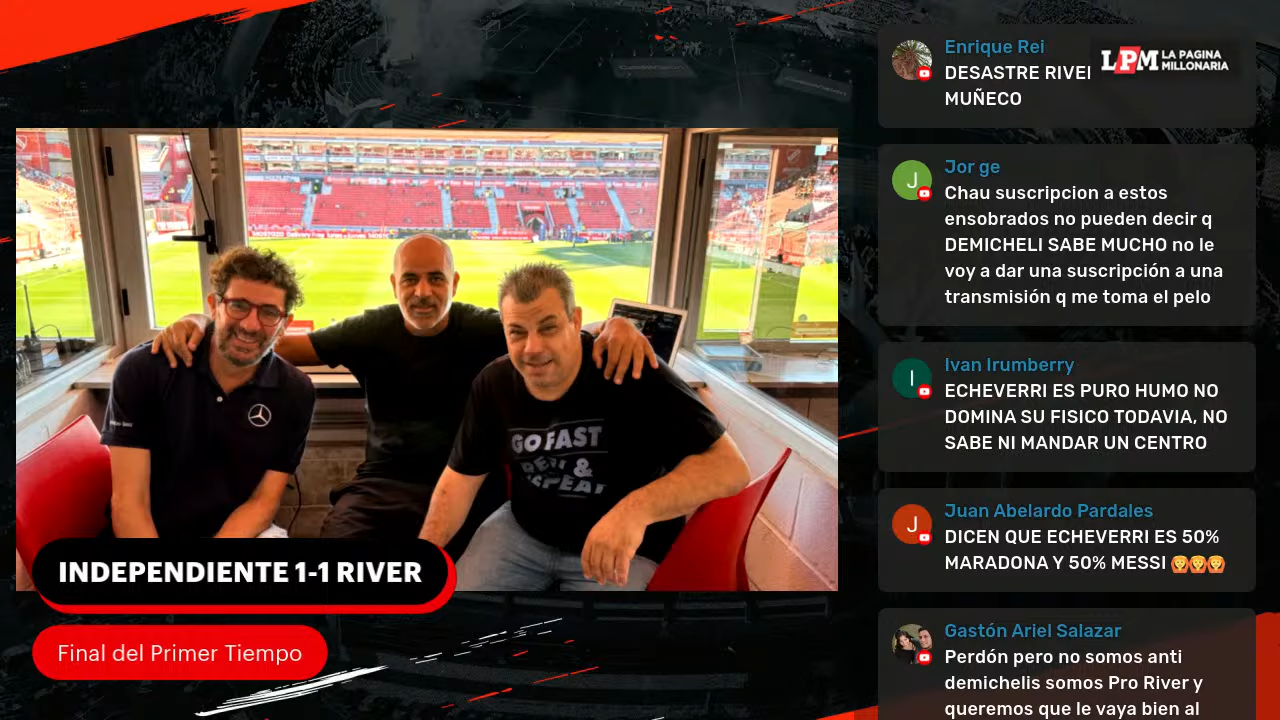 INDEPENDIENTE 1-1 RIVER
Final del Primer Tiempo
GO FAST
&
LPM LA PAGINA
MILLONARIA
Enrique Rei
DESASTRE
MUÑECO
Jor ge
Chau suscripcion a estos
ensobrados no pueden decir q
DEMICHELI SABE MUCHO no le
voy a dar una suscripción a una
transmisión q me toma el pelo
Ivan Irumberry
ECHEVERRI ES PURO HUMO NO
DOMINA SU FISICO TODAVIA, NO
SABE NI MANDAR UN CENTRO
Juan Abelardo Pardales
DICEN QUE ECHEVERRI ES 50%
MARADONA Y 50% MESSI 🤦🤦🤦
Gastón Ariel Salazar
Perdón pero no somos anti
demichelis somos Pro River y
queremos que le vaya bien al